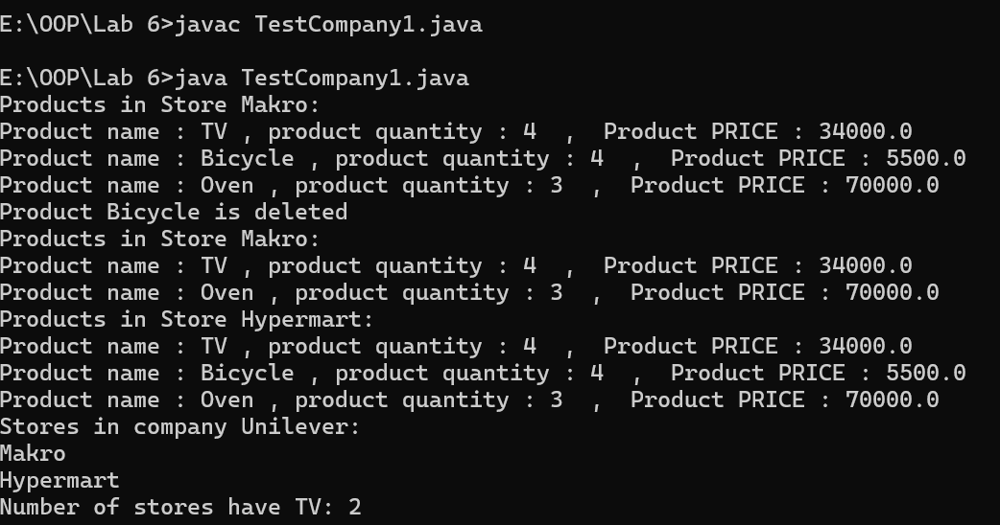 E:\OOP\Lab 6>javac TestCompany1.java
E:\OOP\Lab 6>java TestCompany1.java
Products in Store Makro:
Product name : TV , product quantity : 4  ,  Product PRICE : 34000.0
Product name : Bicycle , product quantity : 4  ,  Product PRICE : 5500.0
Product name : Oven , product quantity : 3  ,  Product PRICE : 70000.0
Product Bicycle is deleted
Products in Store Makro:
Product name : TV , product quantity : 4  ,  Product PRICE : 34000.0
Product name : Oven , product quantity : 3  ,  Product PRICE : 70000.0
Products in Store Hypermart:
Product name : TV , product quantity : 4  ,  Product PRICE : 34000.0
Product name : Bicycle , product quantity : 4  ,  Product PRICE : 5500.0
Product name : Oven , product quantity : 3  ,  Product PRICE : 70000.0
Stores in company Unilever:
Makro
Hypermart
Number of stores have TV: 2